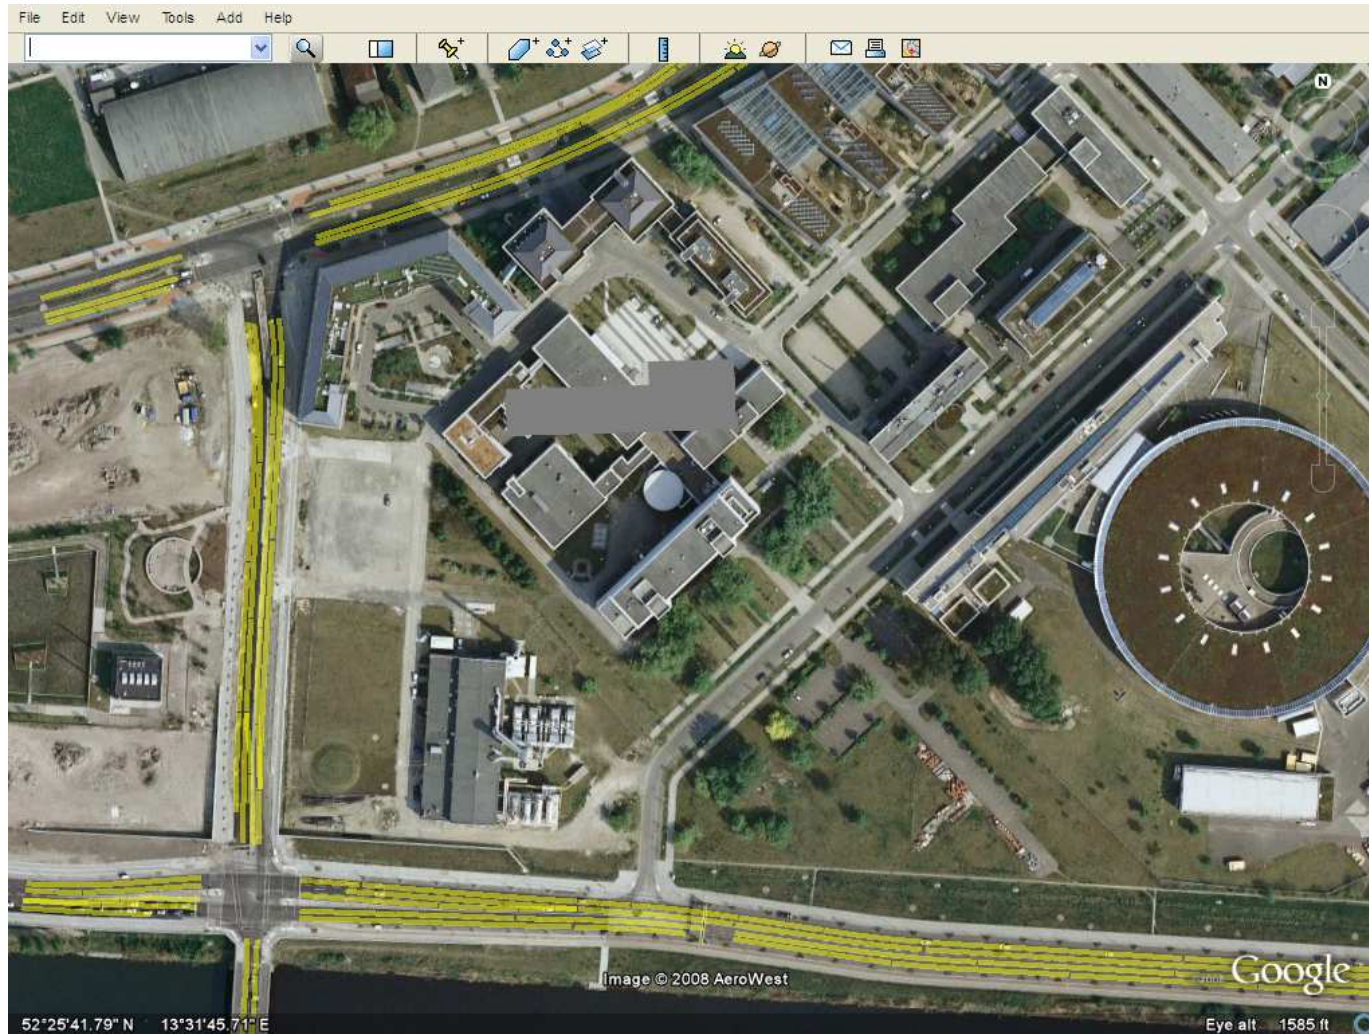 File Edit View Tools Add Help
N
Image © 2008 AeroWest
Google
52°25'41.79" N 13°31'45.71" E
Eye alt 1585 ft